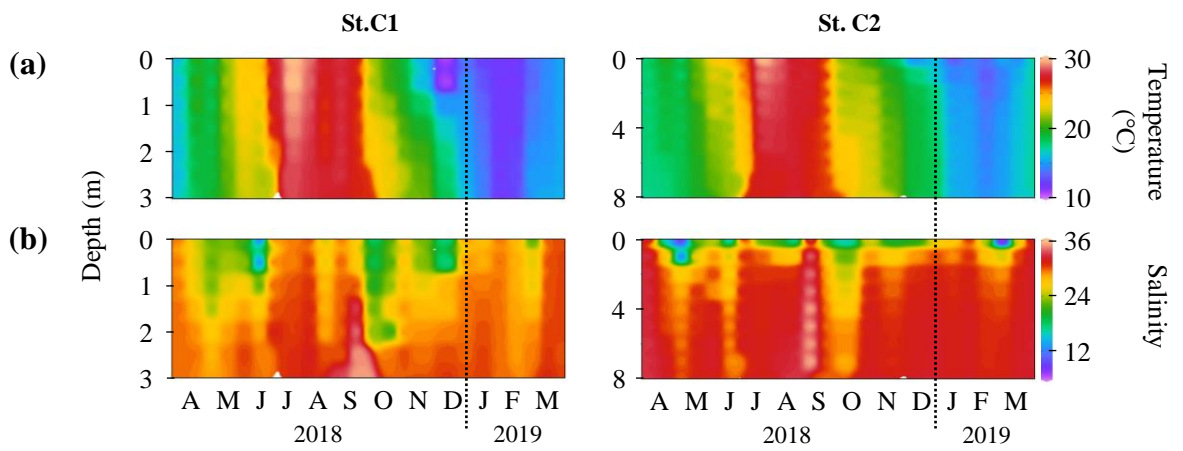 St.C1
St. C2
(a)
0
1
2
3
0
4
8
30
20
10
Temperature
(°C)
(b)
Depth (m)
0
1
2
3
0
4
8
36
24
12
Salinity
A M J J A S O N D J F M
A M J J A S O N D J F M
2018 2019
2018 2019